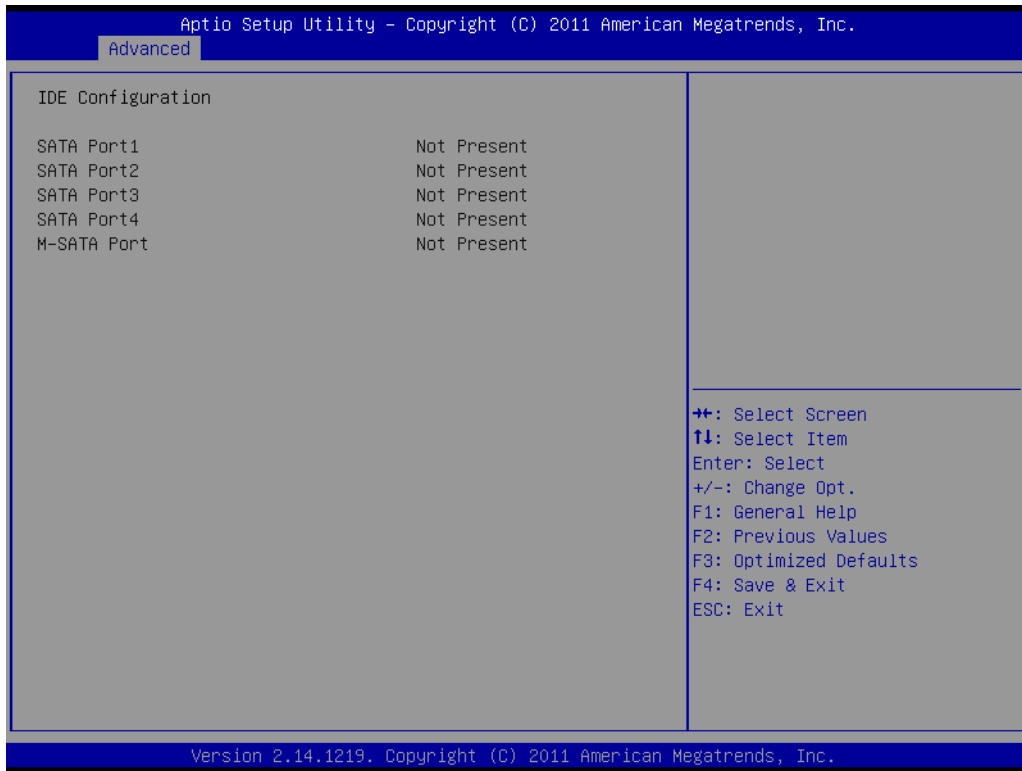 Aptio Setup Utility – Copyright (C) 2011 American Megatrends, Inc.
Advanced
IDE Configuration
SATA Port1 Not Present
SATA Port2 Not Present
SATA Port3 Not Present
SATA Port4 Not Present
M-SATA Port Not Present
→←: Select Screen
↑↓: Select Item
Enter: Select
+/-: Change Opt.
F1: General Help
F2: Previous Values
F3: Optimized Defaults
F4: Save & Exit
ESC: Exit
Version 2.14.1219. Copyright (C) 2011 American Megatrends, Inc.